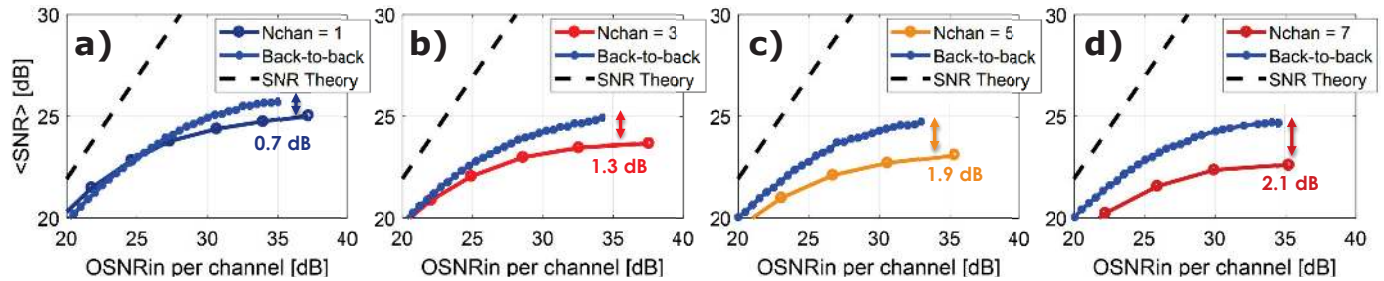 a)
Nchan = 1
Back-to-back
SNR Theory
0.7 dB
<SNR> [dB]
30
25
20
20 25 30 35 40
OSNRin per channel [dB]
b)
Nchan = 3
Back-to-back
SNR Theory
1.3 dB
30
25
20
20 25 30 35 40
OSNRin per channel [dB]
c)
Nchan = 5
Back-to-back
SNR Theory
1.9 dB
30
25
20
20 25 30 35 40
OSNRin per channel [dB]
d)
Nchan = 7
Back-to-back
SNR Theory
2.1 dB
30
25
20
20 25 30 35 40
OSNRin per channel [dB]